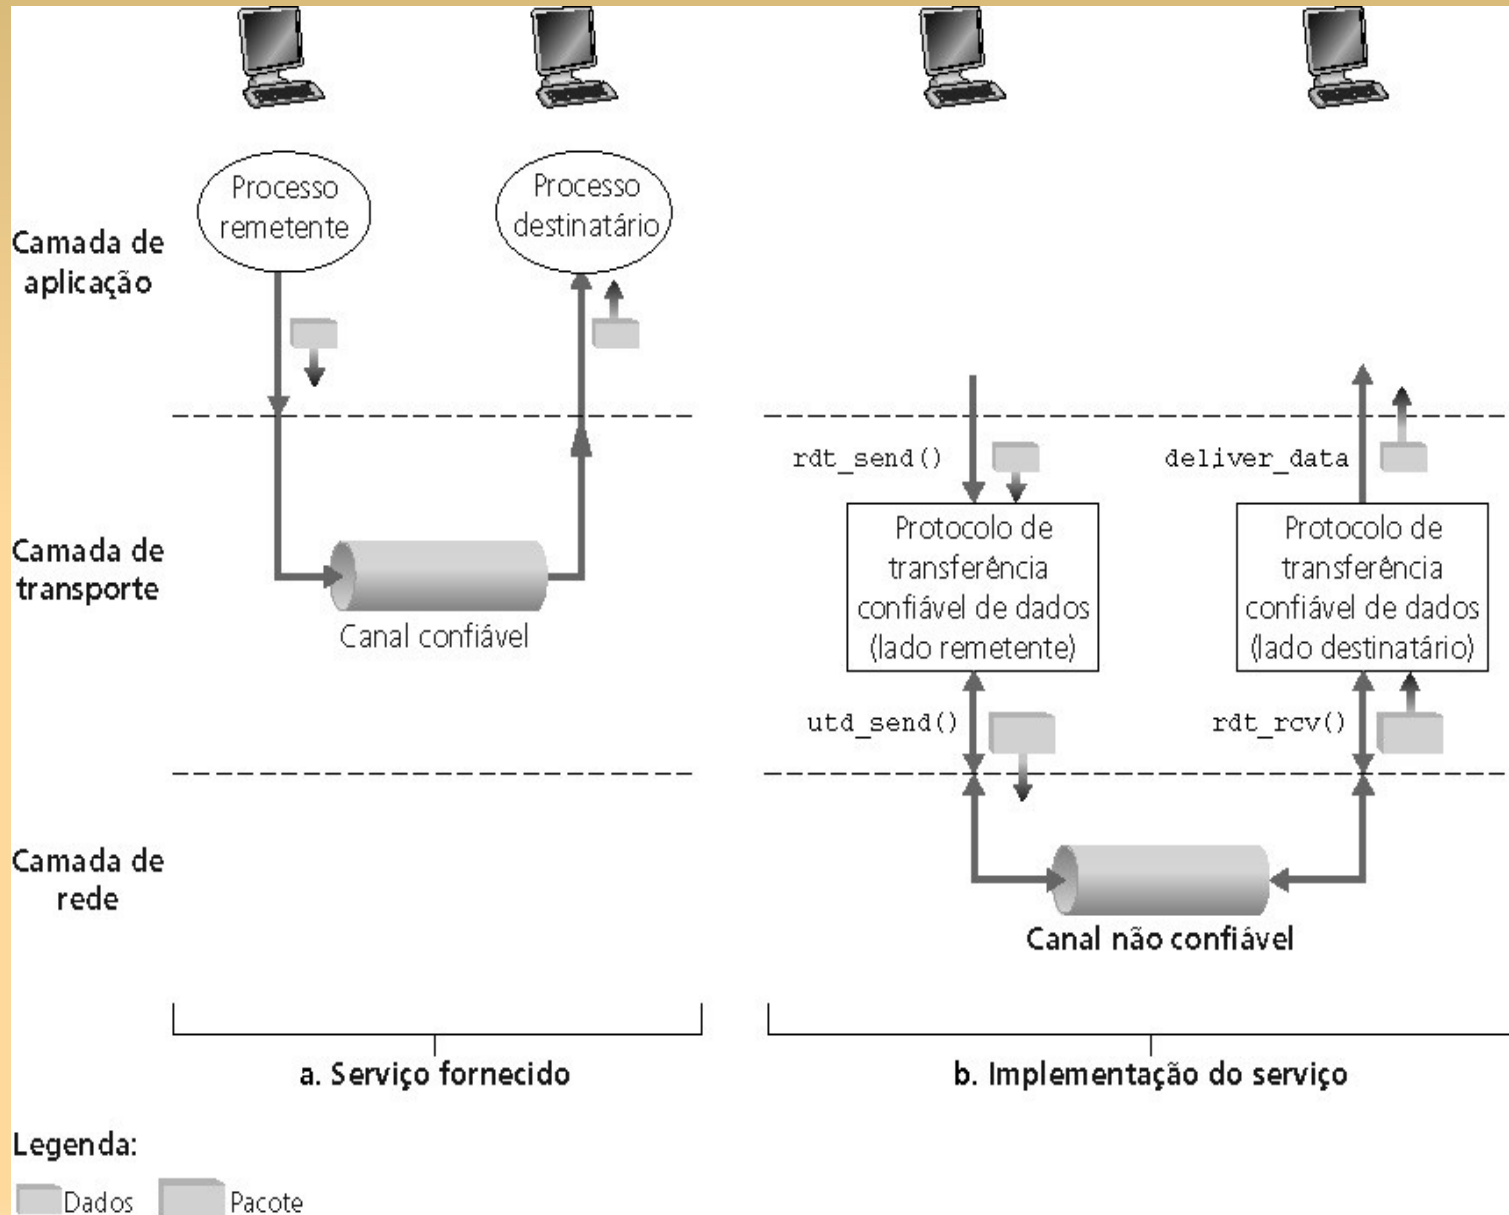 Processo
remetente
Processo
destinatário
Camada de
aplicação
rdt_send()
deliver_data
Camada de
transporte
Canal confiável
Protocolo de
transferência
confiável de dados
(lado remetente)
Protocolo de
transferência
confiável de dados
(lado destinatário)
utd_send()
rdt_rcv()
Camada de
rede
Canal não confiável
a. Serviço fornecido
b. Implementação do serviço
Legenda:
Dados
Pacote